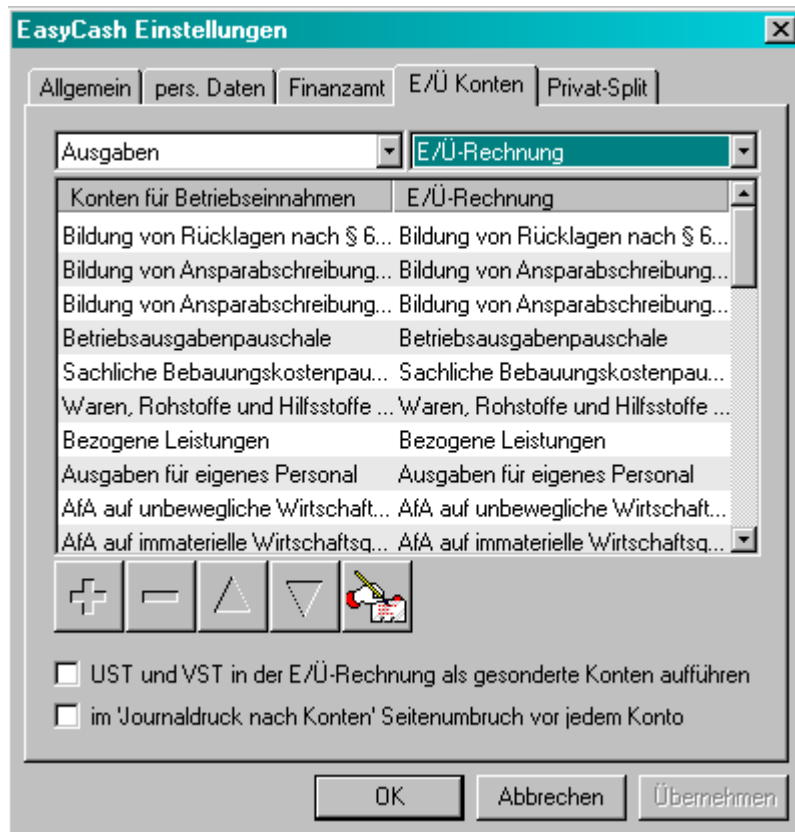 EasyCash Einstellungen
Allgemein pers. Daten Finanzamt E/Ü Konten Privat-Split
Ausgaben E/Ü-Rechnung
Konten für Betriebseinnahmen E/Ü-Rechnung
Bildung von Rücklagen nach § 6... Bildung von Rücklagen nach § 6...
Bildung von Ansparabschreibung... Bildung von Ansparabschreibung...
Bildung von Ansparabschreibung... Bildung von Ansparabschreibung...
Betriebsausgabenpauschale Betriebsausgabenpauschale
Sachliche Bebauungskostenpau... Sachliche Bebauungskostenpau...
Waren, Rohstoffe und Hilfsstoffe ... Waren, Rohstoffe und Hilfsstoffe ...
Bezogene Leistungen Bezogene Leistungen
Ausgaben für eigenes Personal Ausgaben für eigenes Personal
AfA auf unbewegliche Wirtschaft... AfA auf unbewegliche Wirtschaft...
AfA auf immaterielle Wirtschaftsg... AfA auf immaterielle Wirtschaftsg...
UST und VST in der E/Ü-Rechnung als gesonderte Konten aufführen
im 'Journaldruck nach Konten' Seitenumbruch vor jedem Konto
OK Abbrechen Übernehmen